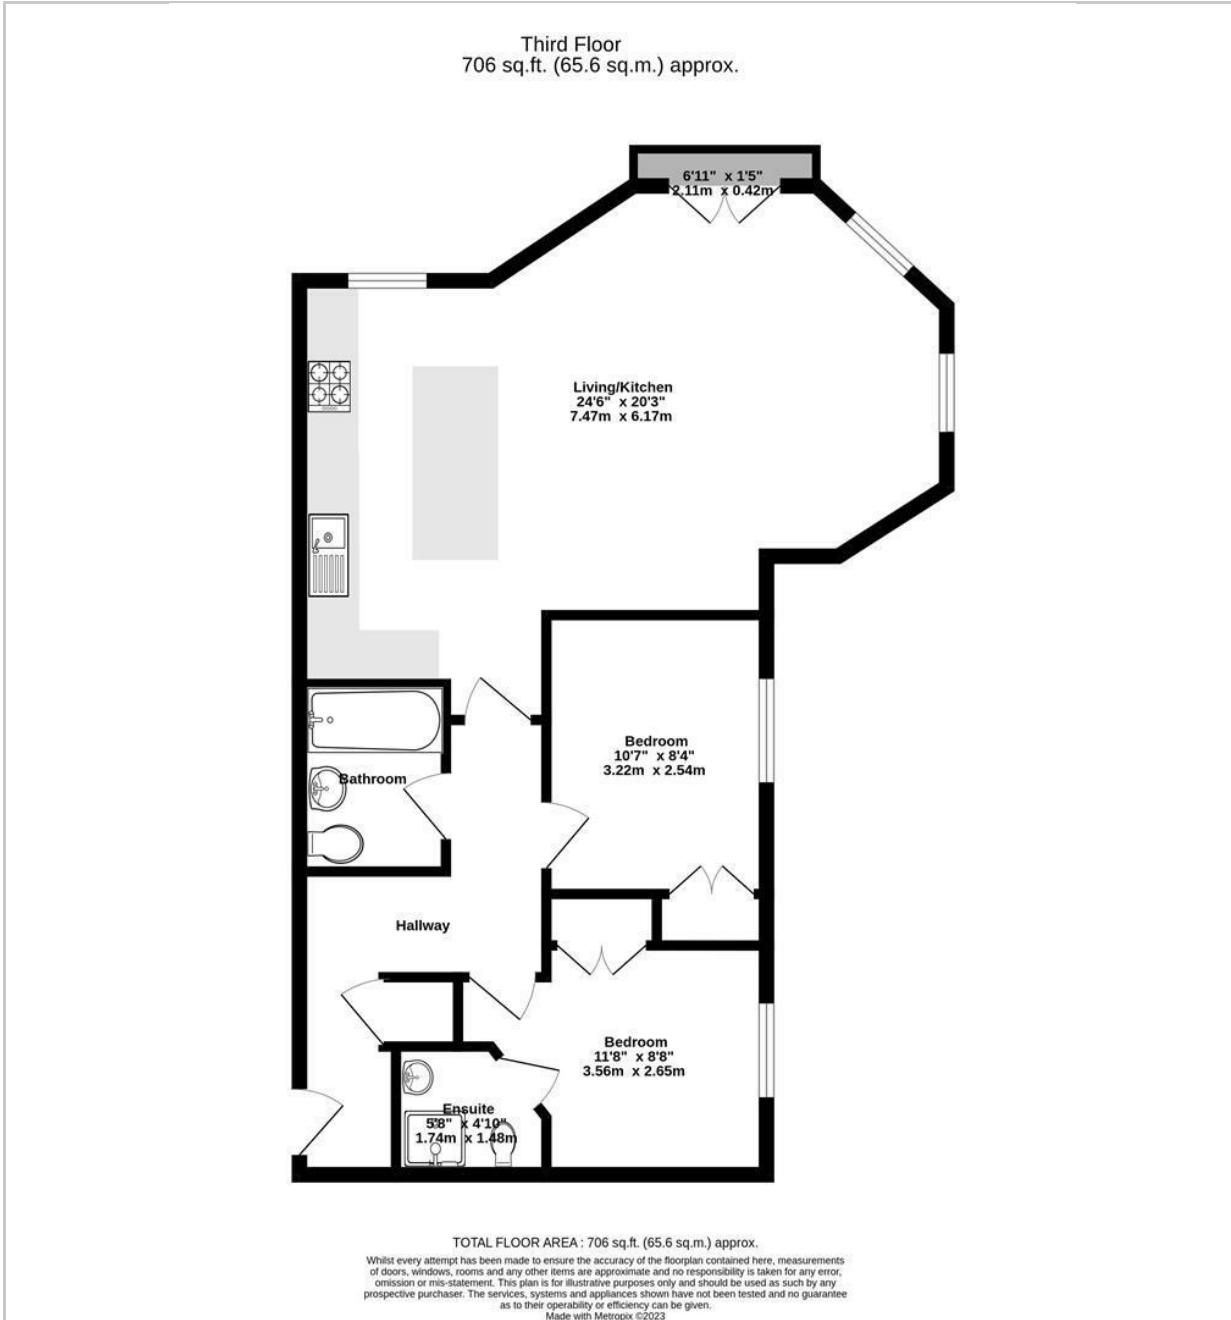 Third Floor
706 sq.ft. (65.6 sq.m.) approx.
6'11" x 1'5"
2.11m x 0.42m
Living/Kitchen
24'6" x 20'3"
7.47m x 6.17m
Bedroom
10'7" x 8'4"
3.22m x 2.54m
Bathroom
Hallway
Bedroom
11'8" x 8'8"
3.56m x 2.65m
Ensuite
5'8" x 4'10"
1.74m x 1.48m
TOTAL FLOOR AREA : 706 sq.ft. (65.6 sq.m.) approx.
Whilst every attempt has been made to ensure the accuracy of the floorplan contained here, measurements
of doors, windows, rooms and any other items are approximate and no responsibility is taken for any error,
omission or mis-statement. This plan is for illustrative purposes only and should be used as such by any
prospective purchaser. The services, systems and appliances shown have not been tested and no guarantee
as to their operability or efficiency can be given.
Made with Metropix ©2023